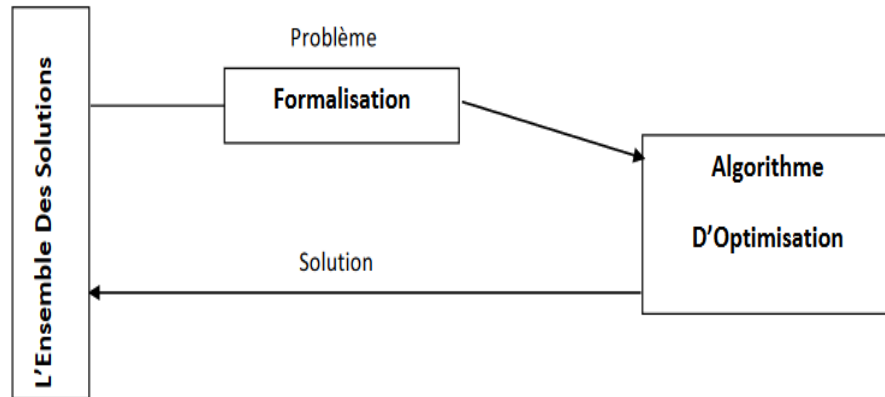 L'Ensemble Des Solutions
Problème
Formalisation
Algorithme
D'Optimisation
Solution